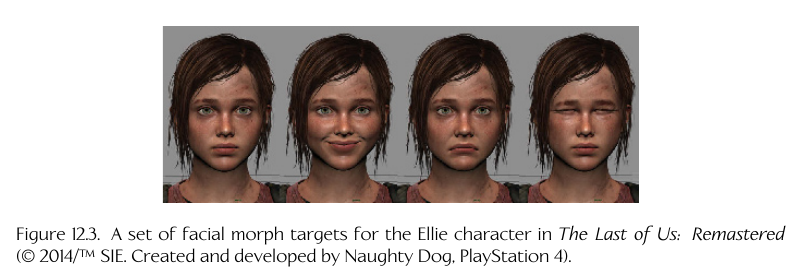 Figure 12.3. A set of facial morph targets for the Ellie character in The Last of Us: Remastered
(© 2014/™ SIE. Created and developed by Naughty Dog, PlayStation 4).